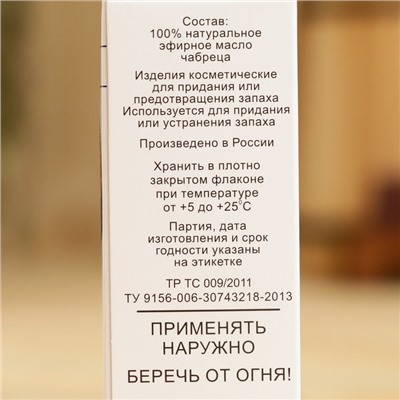 Состав:
100% натуральное
эфирное масло
чабреца
Изделия косметические
для придания или
предотвращения запаха
Используется для придания
или устранения запаха
Произведено в России
Хранить в плотно
закрытом флаконе
при температуре
от +5 до +25°С
Партия, дата
изготовления и срок
годности указаны
на этикетке
ТР ТС 009/2011
ТУ 9156-006-30743218-2013
ПРИМЕНЯТЬ
НАРУЖНО
БЕРЕЧЬ ОТ ОГНЯ!